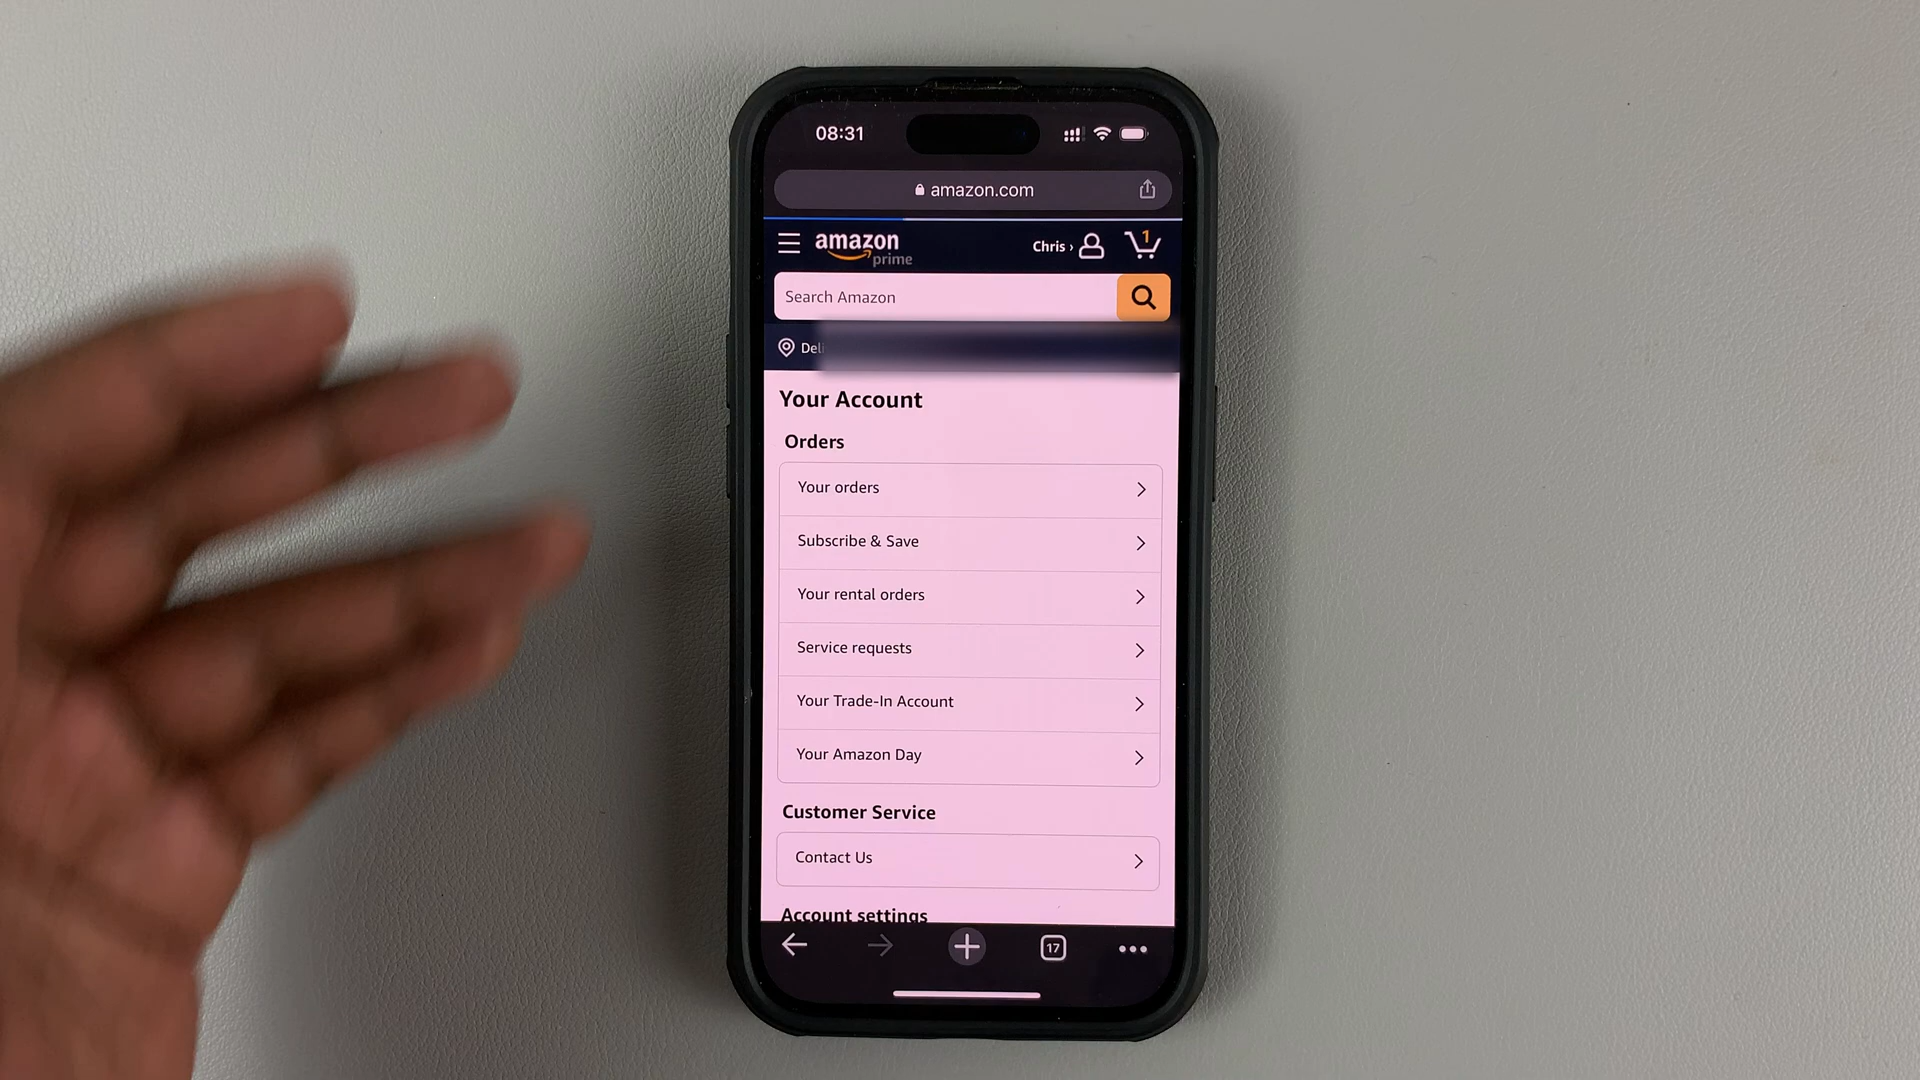 08:31
amazon.com
amazon
prime
Chris ›
1
Search Amazon
Your Account
Orders
Your orders
Subscribe & Save
Your rental orders
Service requests
Your Trade-In Account
Your Amazon Day
Customer Service
Contact Us
Account settings
17